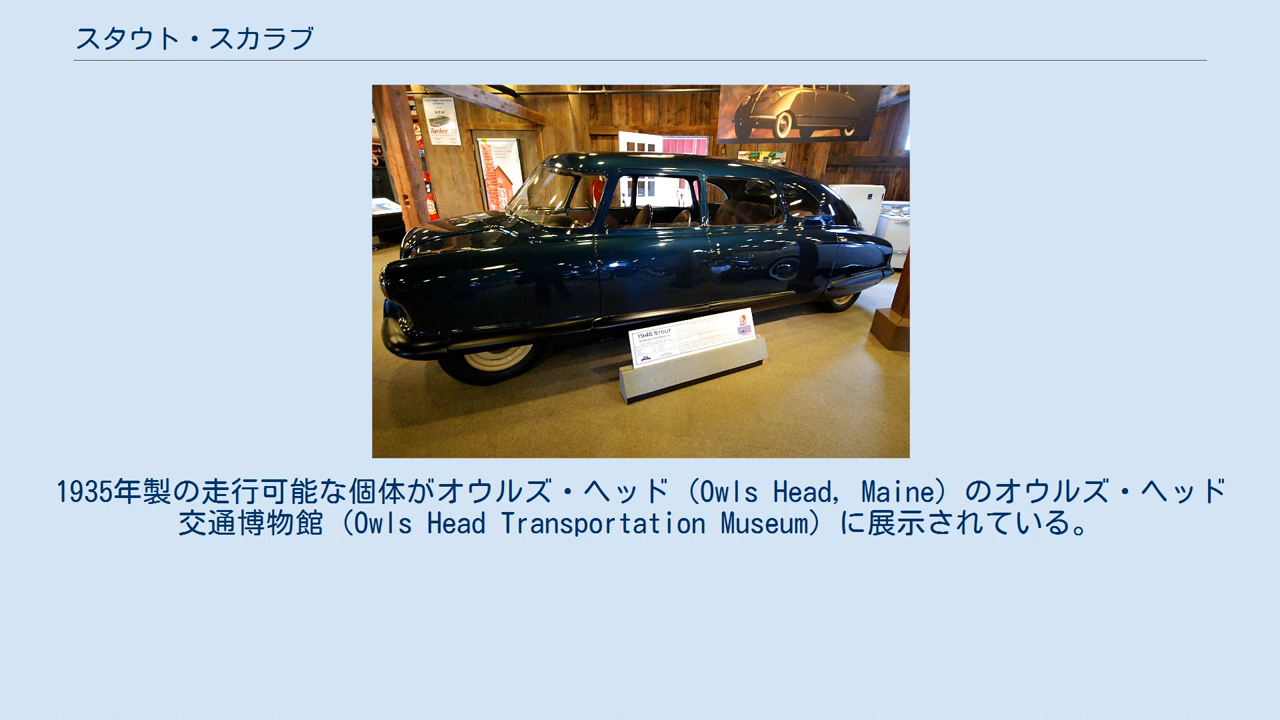 スタウト・スカラブ
1946 STOUT
1935年製の走行可能な個体がオウルズ・ヘッド（Owls Head, Maine）のオウルズ・ヘッド
交通博物館（Owls Head Transportation Museum）に展示されている。